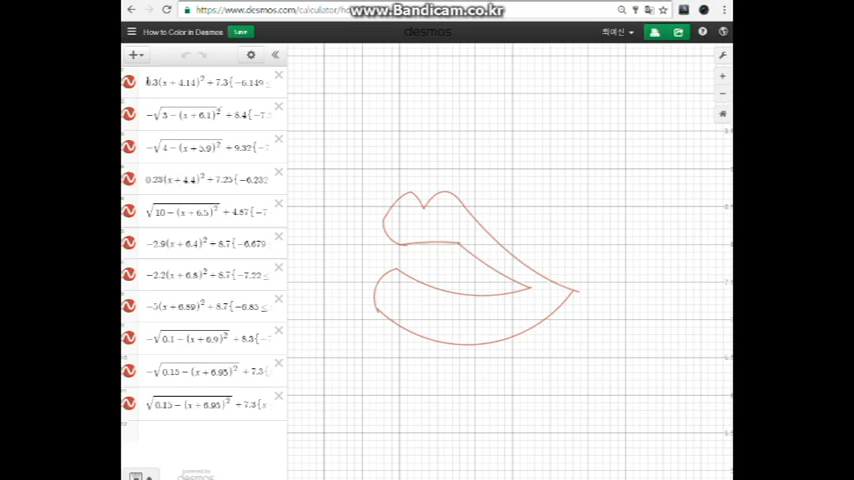 https://www.desmos.com/calculator/hd
www.Bandicam.co.kr
How to Color in Desmos
Save
desmos
최예신
0.3(x + 4.14)² + 7.3{−6.149 ≤
−√3 − (x + 6.1)² + 8.4{−7.
−√4 − (x + 5.9)² + 9.32{−7
0.23(x + 4.4)² + 7.25{−6.232
√10 − (x + 6.5)² + 4.87{−7
−2.9(x + 6.4)² + 8.7{−6.679
−2.2(x + 6.8)² + 8.7{−7.22 ≤
−5(x + 6.89)² + 8.7{−6.85 ≤
−√0.1 − (x + 6.9)² + 8.3{−7
−√0.15 − (x + 6.95)² + 7.3{
√0.15 − (x + 6.95)² + 7.3{x
powered by
desmos